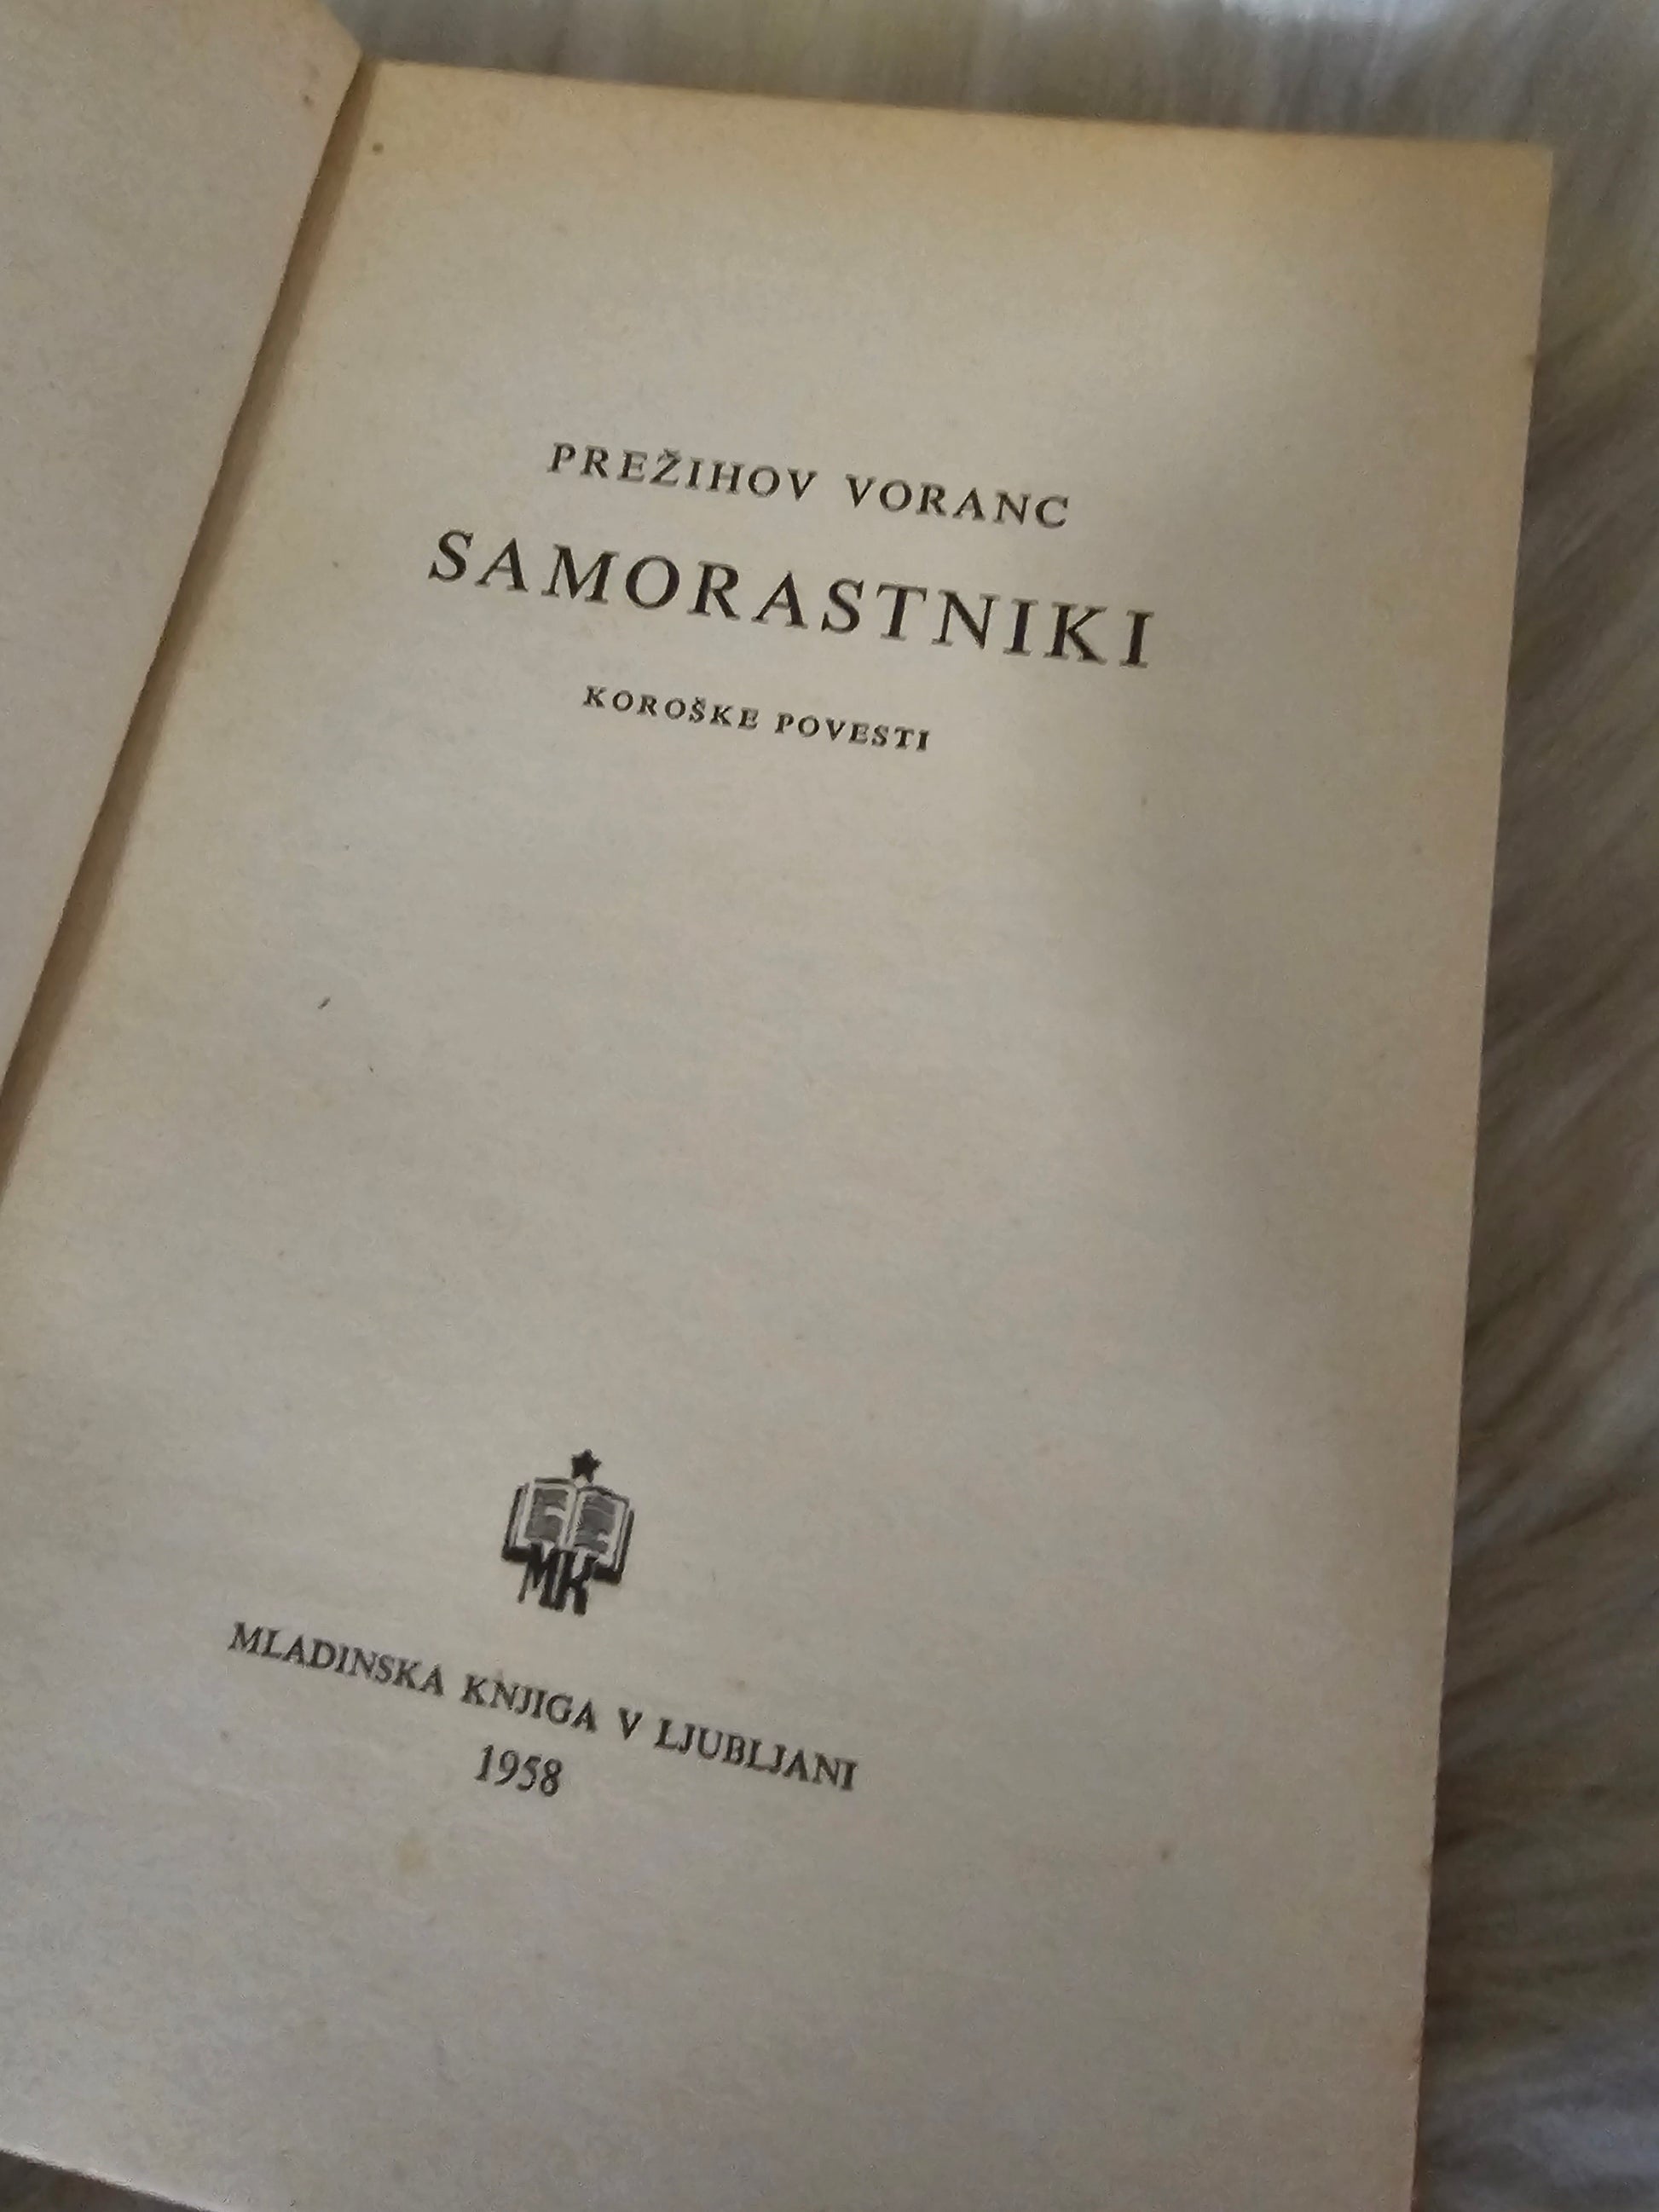 PREŽIHOV VORANC
SAMORASTNIKI
KOROŠKE POVESTI
MK
MLADINSKA KNJIGA V LJUBLJANI
1958